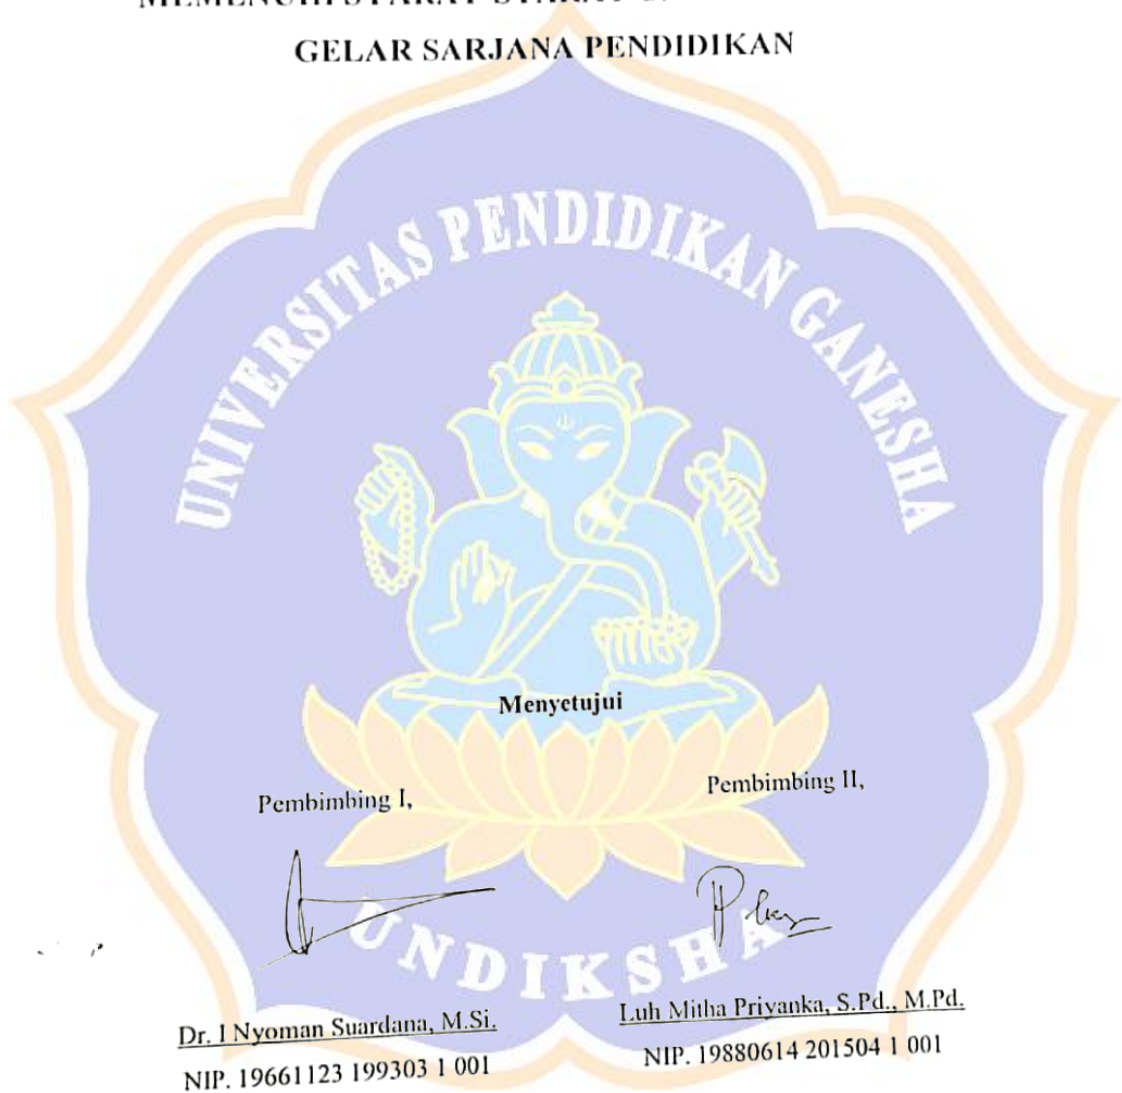 GELAR SARJANA PENDIDIKAN
UNIVERSITAS PENDIDIKAN GANESHA
Menyetujui
Pembimbing I,
Pembimbing II,
UNDIKSHA
Dr. I Nyoman Suardana, M.Si.
NIP. 19661123 199303 1 001
Luh Mitha Priyanka, S.Pd., M.Pd.
NIP. 19880614 201504 1 001